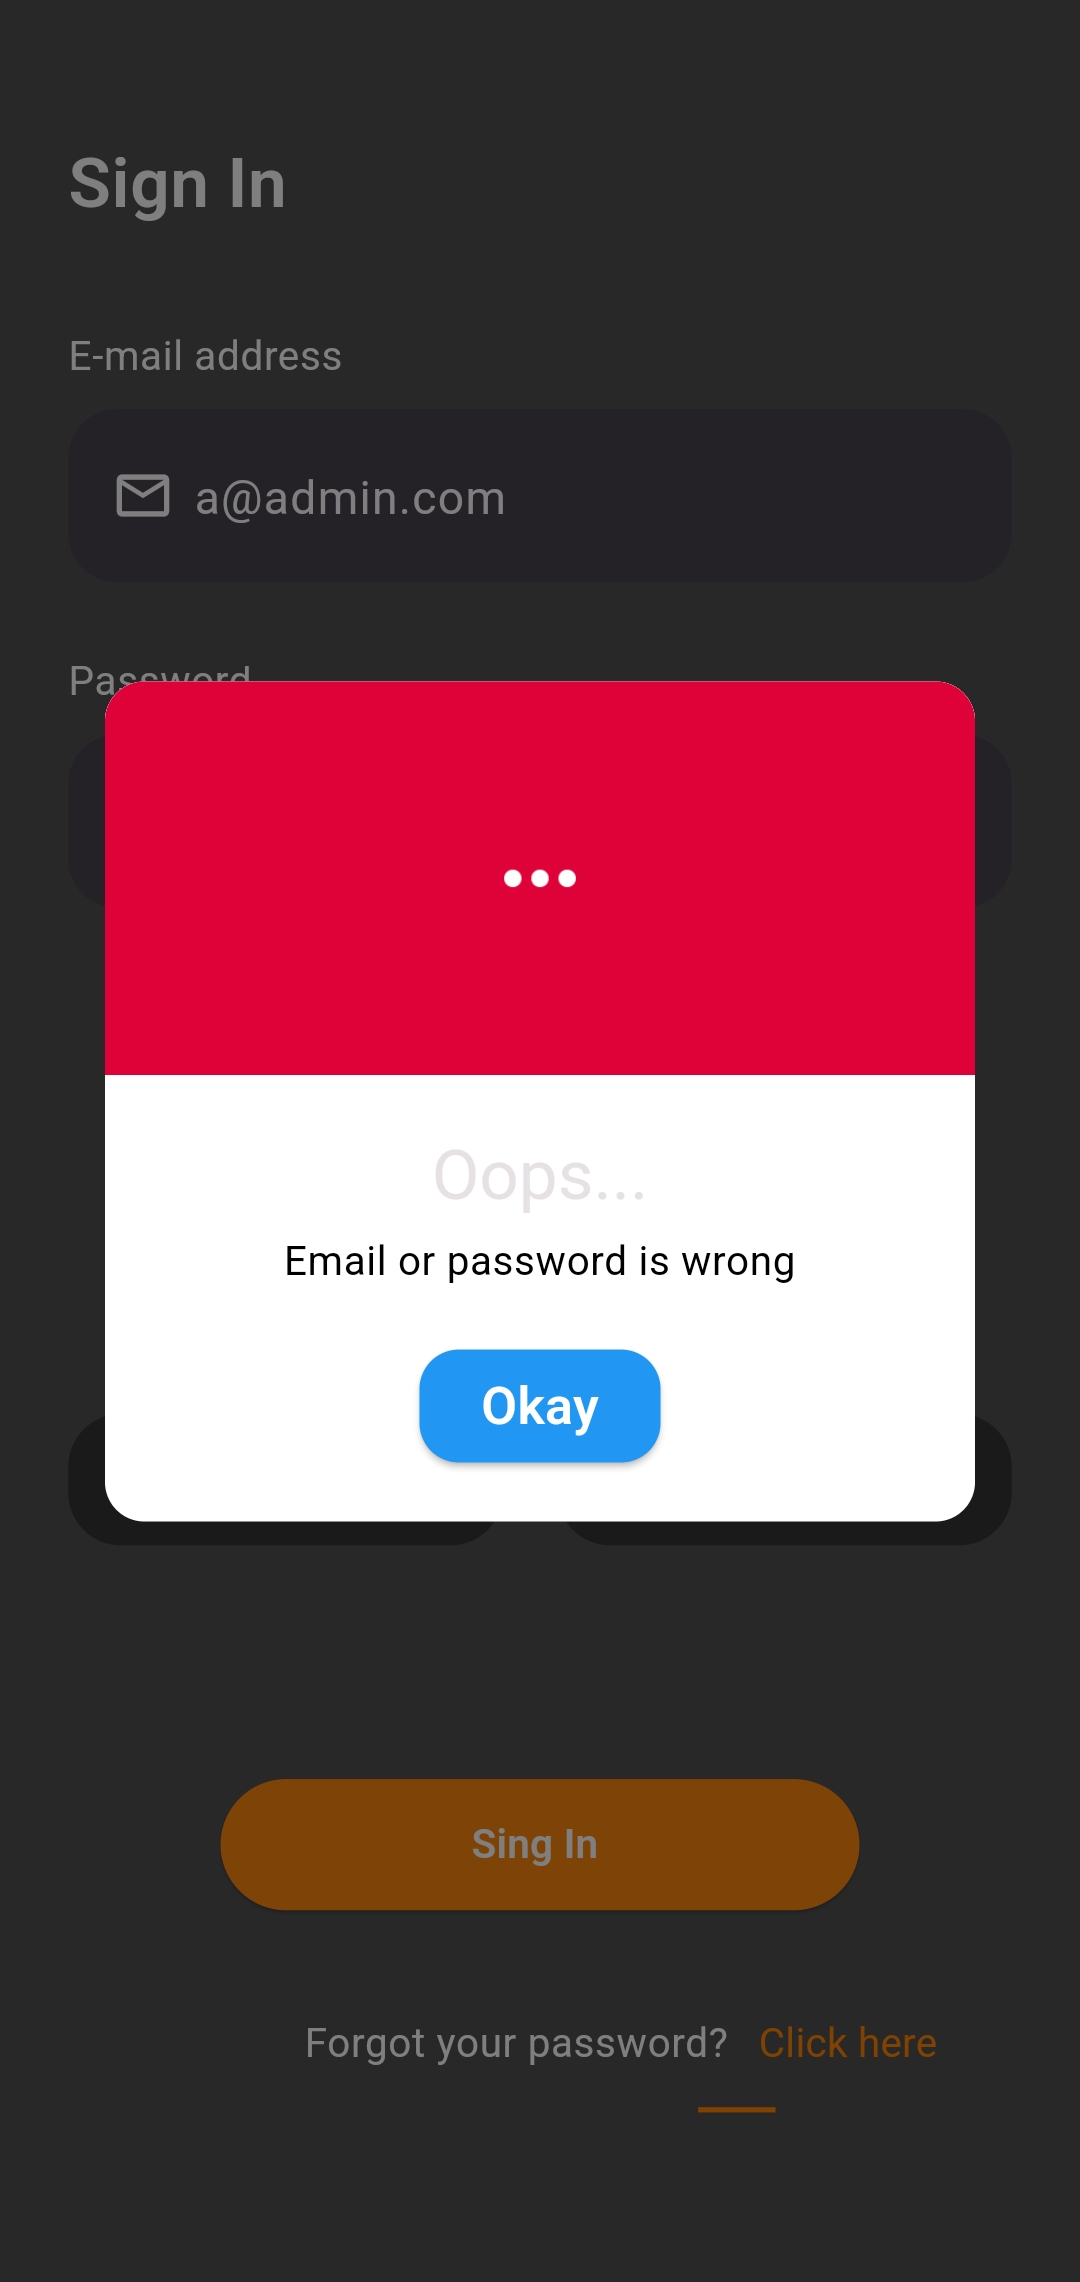 Sign In
E-mail address
a@admin.com
Password
Oops...
Email or password is wrong
Okay
Sing In
Forgot your password? Click here